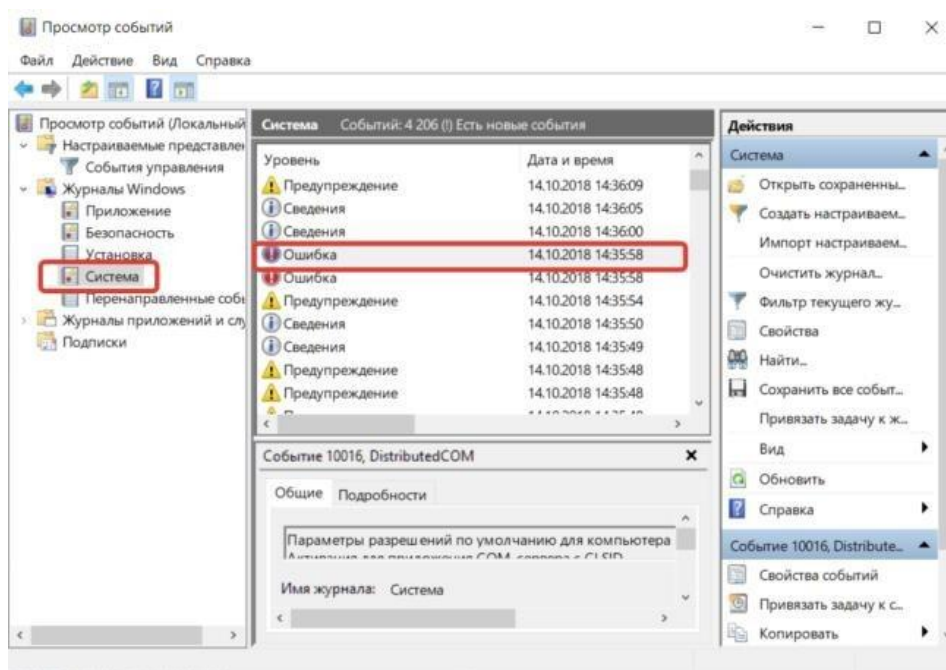 Просмотр событий
Файл Действие Вид Справка
Просмотр событий (Локальный
Настраиваемые представлен
События управления
Журналы Windows
Приложение
Безопасность
Установка
Система
Перенаправленные собы
Журналы приложений и слу
Подписки
Система Событий: 4 206 (!) Есть новые события
Уровень Дата и время
Предупреждение 14.10.2018 14:36:09
Сведения 14.10.2018 14:36:05
Сведения 14.10.2018 14:36:00
Ошибка 14.10.2018 14:35:58
Ошибка 14.10.2018 14:35:58
Предупреждение 14.10.2018 14:35:54
Сведения 14.10.2018 14:35:50
Сведения 14.10.2018 14:35:49
Предупреждение 14.10.2018 14:35:48
Предупреждение 14.10.2018 14:35:48
Событие 10016, DistributedCOM
Общие Подробности
Параметры разрешений по умолчанию для компьютера
Имя журнала: Система
Действия
Система
Открыть сохраненны...
Создать настраиваем...
Импорт настраиваем...
Очистить журнал...
Фильтр текущего жу...
Свойства
Найти...
Сохранить все событ...
Привязать задачу к ж...
Вид
Обновить
Справка
Событие 10016, Distribute...
Свойства событий
Привязать задачу к с...
Копировать